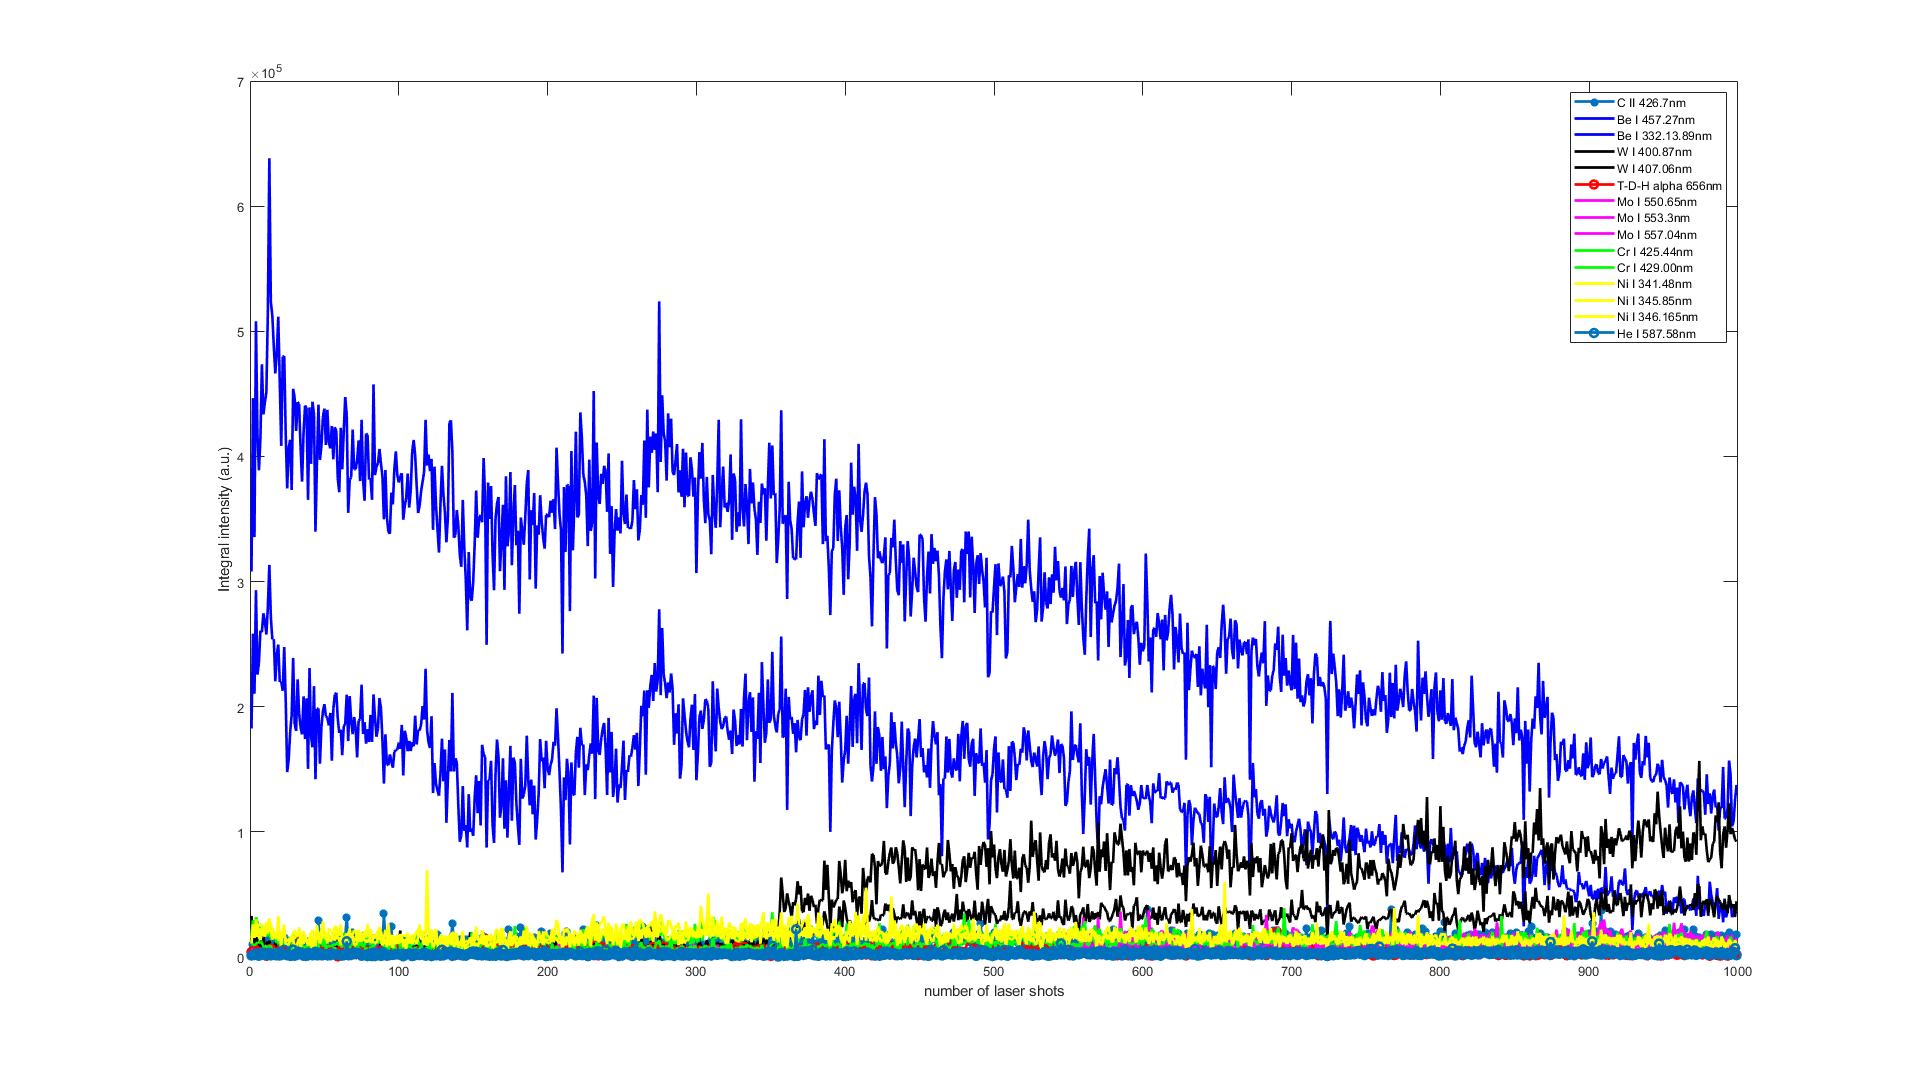 ×10^5
7
6
5
4
3
2
1
0
Integral intensity (a.u.)
0 100 200 300 400 500 600 700 800 900 1000
number of laser shots
C II 426.7nm
Be I 457.27nm
Be I 332.13.89nm
W I 400.87nm
W I 407.06nm
T-D-H alpha 656nm
Mo I 550.65nm
Mo I 553.3nm
Mo I 557.04nm
Cr I 425.44nm
Cr I 429.00nm
Ni I 341.48nm
Ni I 345.85nm
Ni I 346.165nm
He I 587.58nm